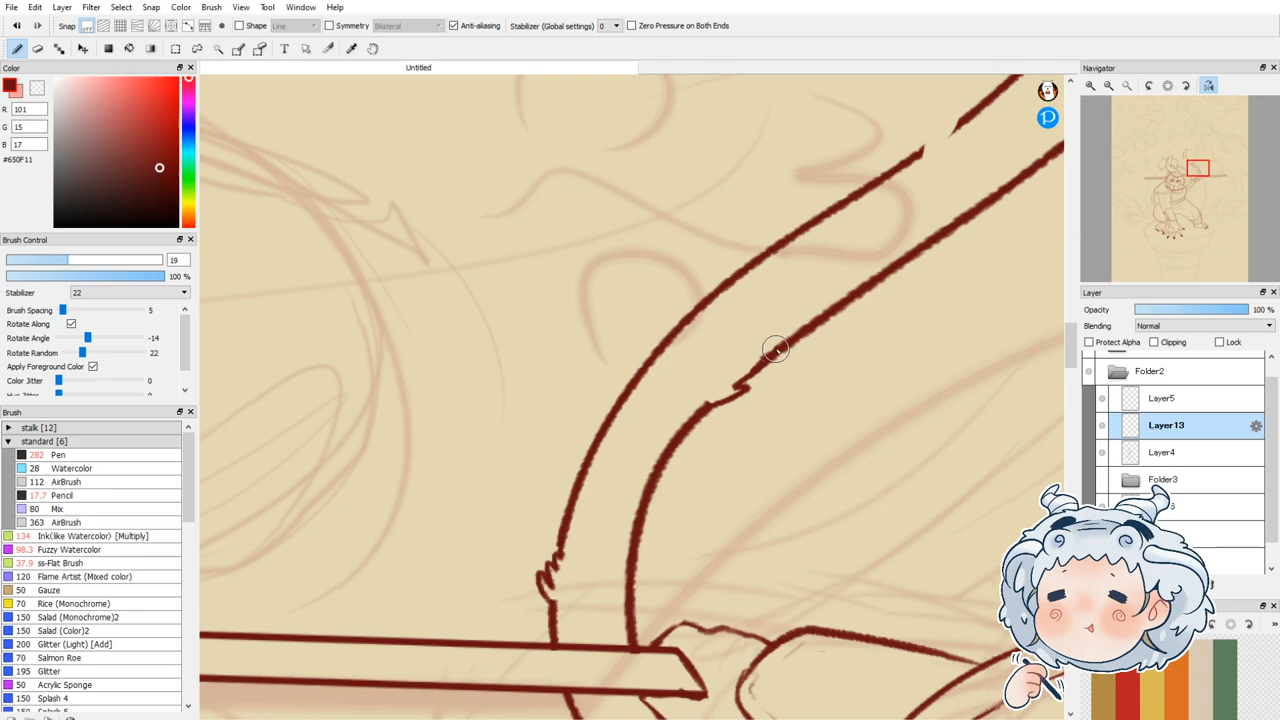 File Edit Layer Filter Select Snap Color Brush View Tool Window Help
Snap OFF Shape Line Symmetry Bilateral Anti-aliasing Stabilizer (Global settings) 0 Zero Pressure on Both Ends
Color
Untitled
Navigator
R 101
G 15
B 17
#650F11
Brush Control
19
100 %
Stabilizer 22
Brush Spacing 5
Rotate Along
Rotate Angle -14
Rotate Random 22
Apply Foreground Color
Color Jitter 0
Layer
Opacity 100 %
Blending Normal
Protect Alpha Clipping Lock
Folder2
Layer5
Layer13
Layer4
Folder3
Brush
stalk [12]
standard [6]
282 Pen
28 Watercolor
112 AirBrush
17.7 Pencil
80 Mix
363 AirBrush
134 Ink(like Watercolor) [Multiply]
98.3 Fuzzy Watercolor
37.9 ss-Flat Brush
120 Flame Artist (Mixed color)
50 Gauze
70 Rice (Monochrome)
150 Salad (Monochrome)2
150 Salad (Color)2
200 Glitter (Light) [Add]
70 Salmon Roe
195 Glitter
50 Acrylic Sponge
150 Splash 4
150 Splash 5